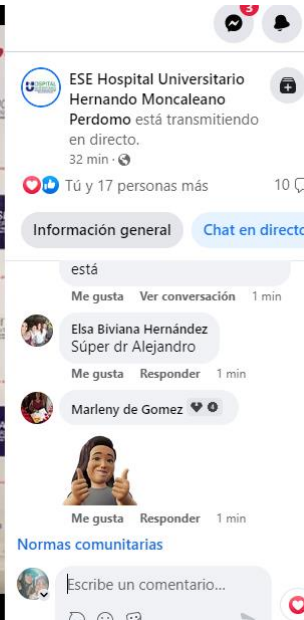 3
HOSPITAL
ESE Hospital Universitario
Hernando Moncaleano
Perdomo está transmitiendo
en directo.
32 min ·
Tú y 17 personas más 10
Información general Chat en directo
está
Me gusta Ver conversación 1 min
Elsa Biviana Hernández
Súper dr Alejandro
Me gusta Responder 1 min
Marleny de Gomez
Me gusta Responder 1 min
Normas comunitarias
Escribe un comentario...